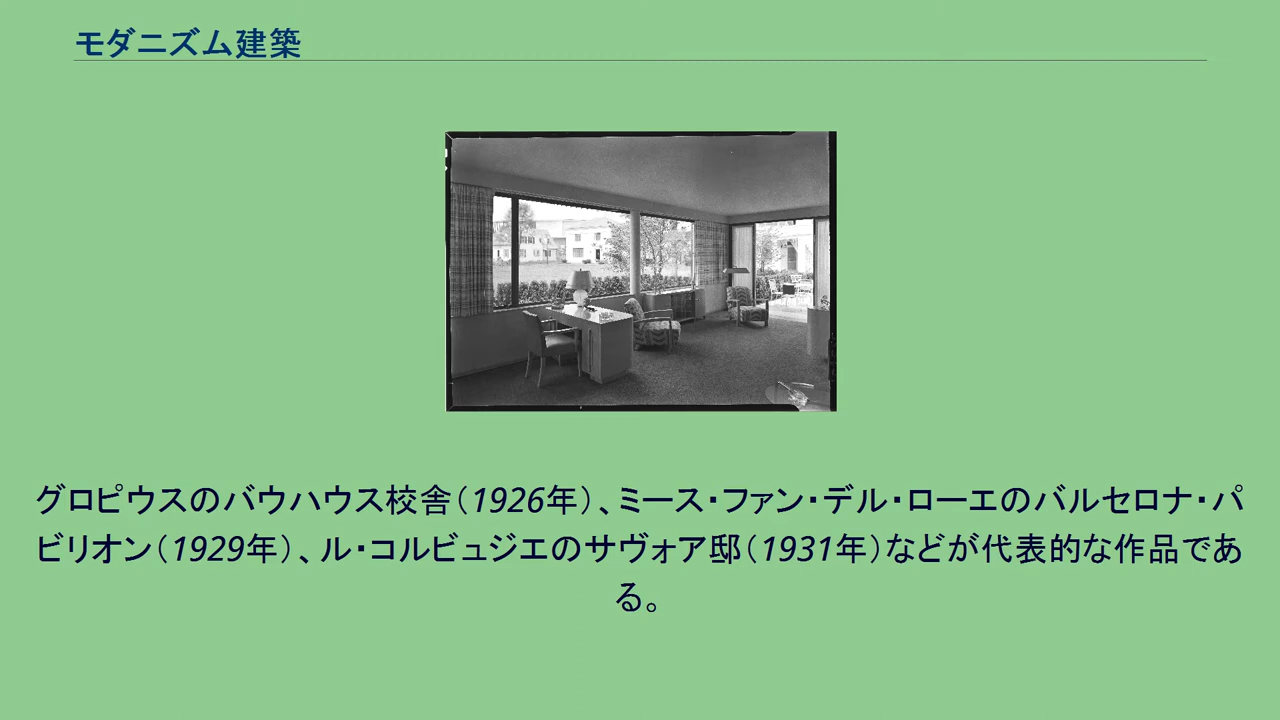 モダニズム建築
グロピウスのバウハウス校舎（1926年）、ミース・ファン・デル・ローエのバルセロナ・パ
ビリオン（1929年）、ル・コルビュジエのサヴォア邸（1931年）などが代表的な作品であ
る。